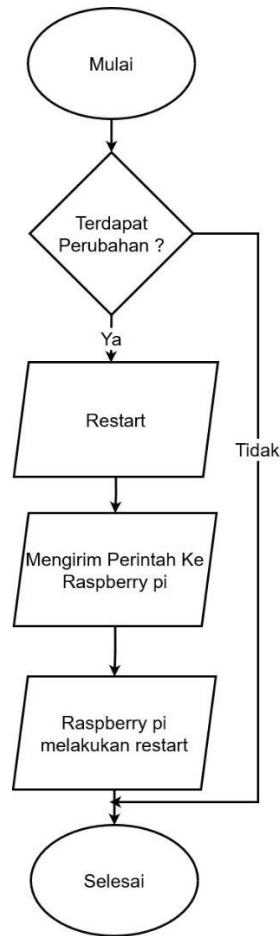 Mulai
Terdapat
Perubahan ?
Ya
Restart
Tidak
Mengirim Perintah Ke
Raspberry pi
Raspberry pi
melakukan restart
Selesai